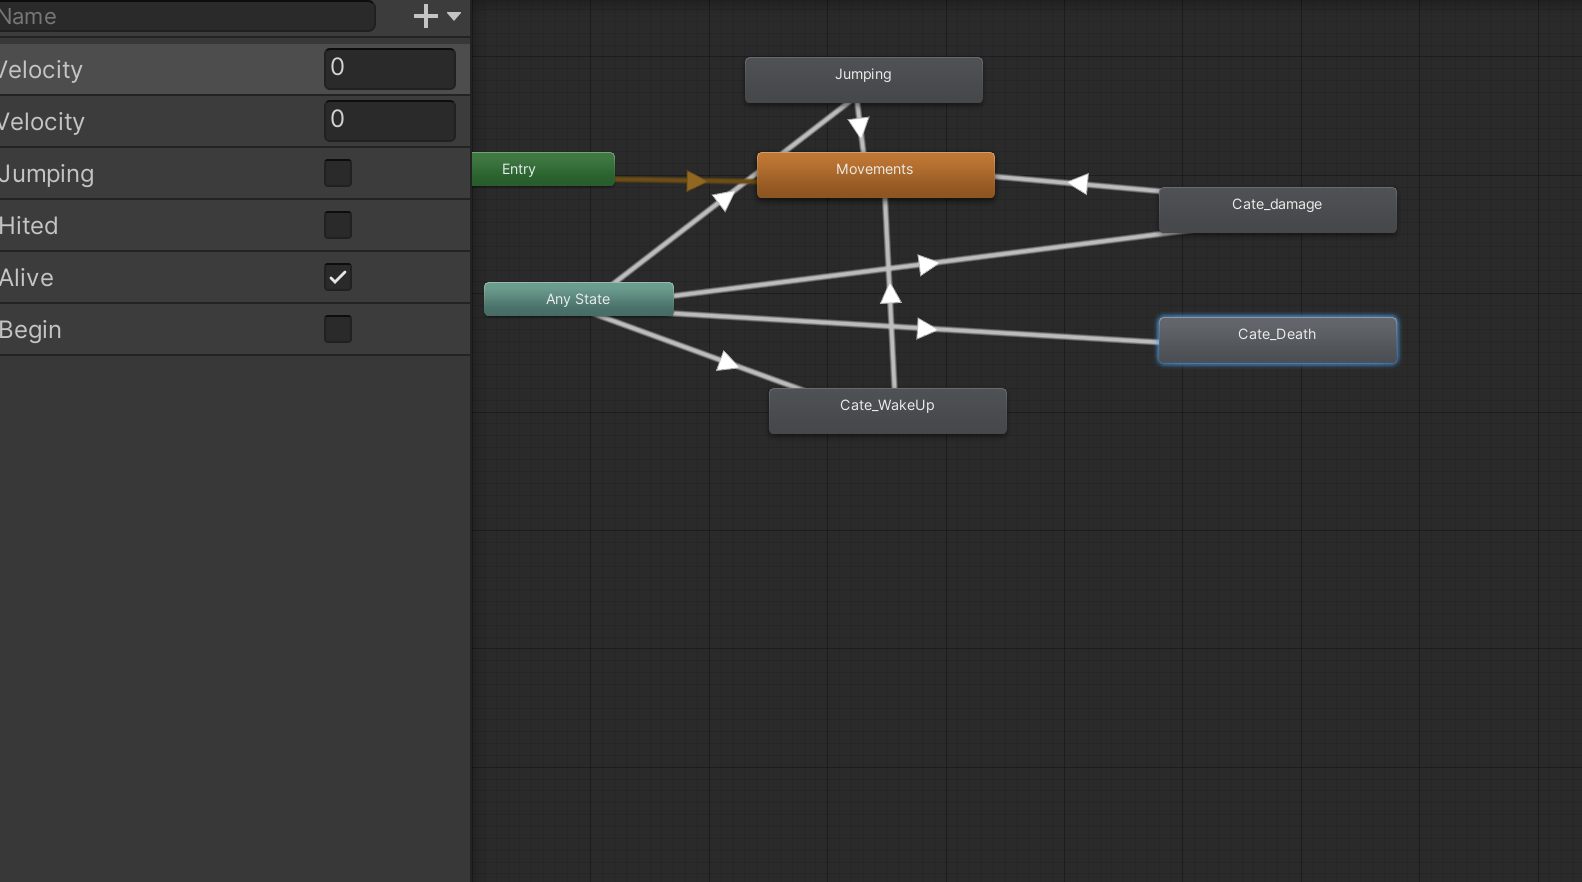 Name
Velocity
0
Velocity
0
Jumping
Hited
Alive
Begin
Jumping
Entry
Movements
Cate_damage
Any State
Cate_Death
Cate_WakeUp